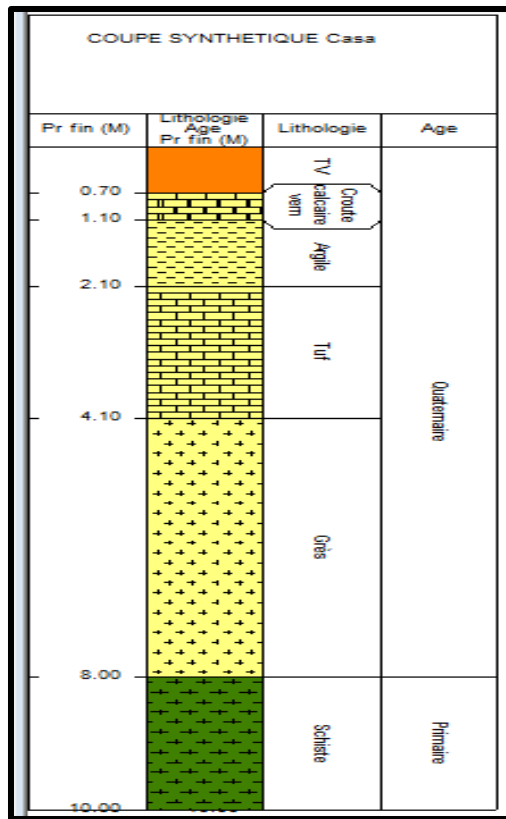 COUPE SYNTHETIQUE Casa
Pr fin (M)
Lithologie
Age
Pr fin (M)
Lithologie
Age
TV
0.70
Croute
calcaire
vern
1.10
Argile
2.10
Tuf
Quaternaire
4.10
Grès
8.00
Schiste
Primaire
10.00